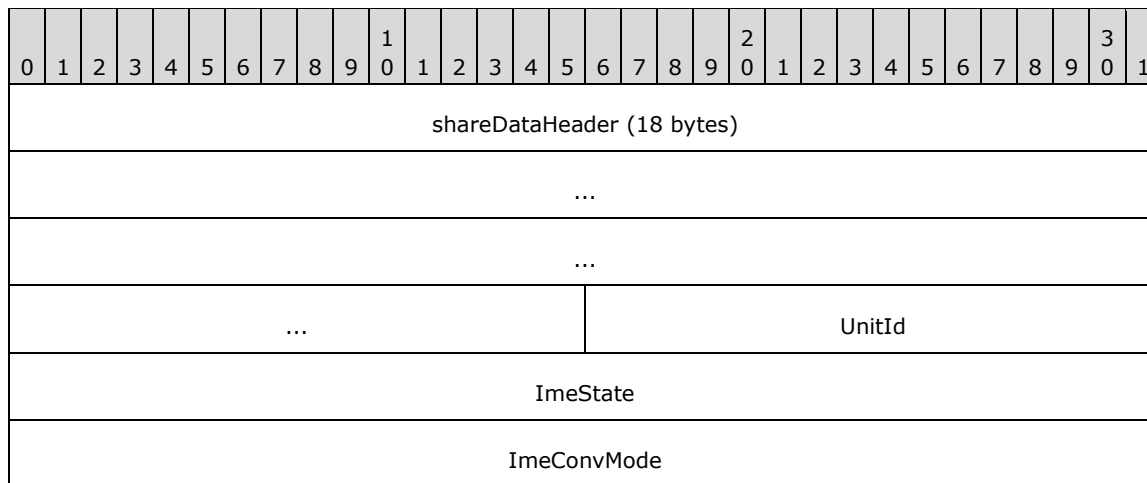 1 2 3
0 1 2 3 4 5 6 7 8 9 0 1 2 3 4 5 6 7 8 9 0 1 2 3 4 5 6 7 8 9 0 1
shareDataHeader (18 bytes)
...
...
... UnitId
ImeState
ImeConvMode